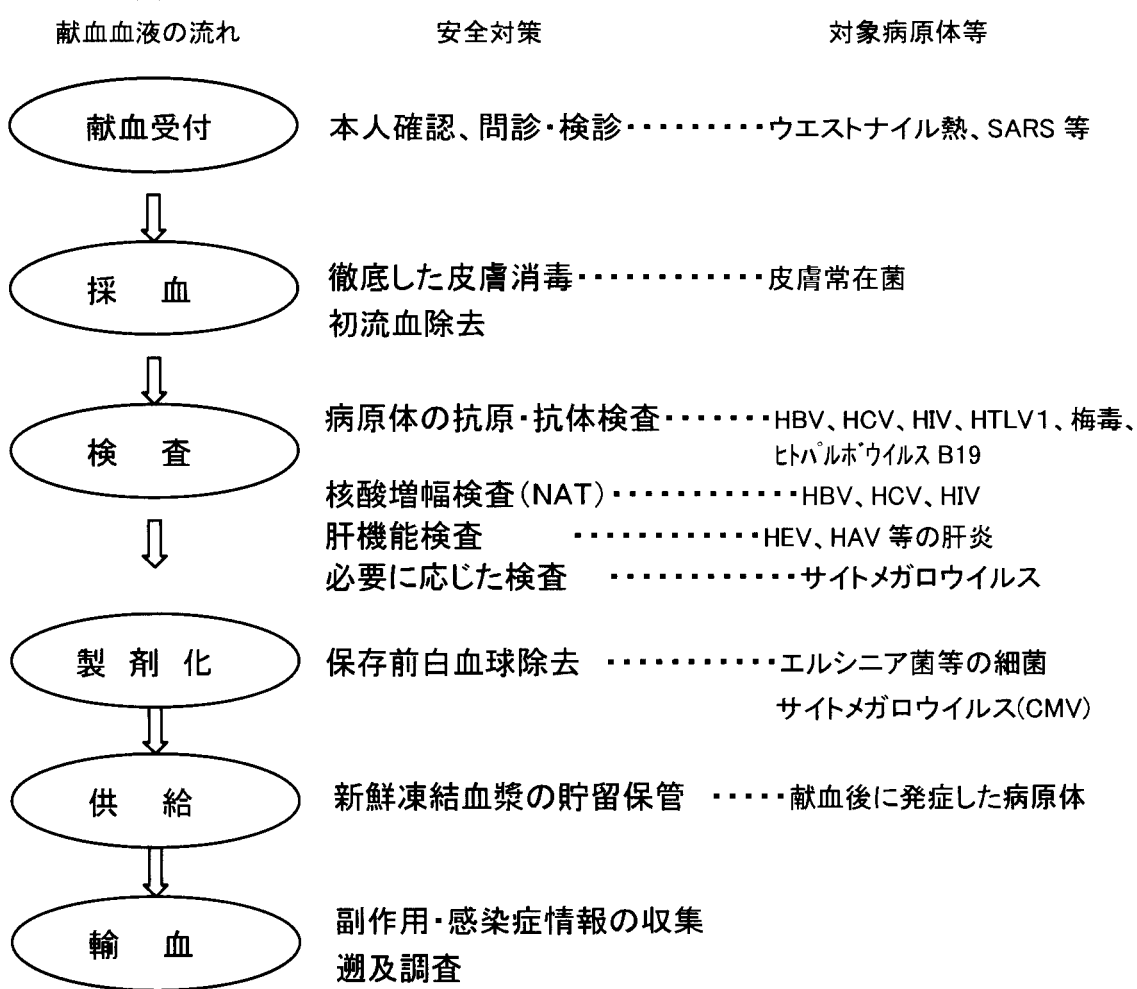 献血血液の流れ 安全対策 対象病原体等
献血受付 本人確認、問診・検診・・・・・・・・・ウエストナイル熱、SARS 等
採 血 徹底した皮膚消毒・・・・・・・・・・・・皮膚常在菌
初流血除去
検 査 病原体の抗原・抗体検査・・・・・・・HBV、HCV、HIV、HTLV1、梅毒、
ヒトパルボウイルス B19
核酸増幅検査(NAT)・・・・・・・・・・・・HBV、HCV、HIV
肝機能検査 ・・・・・・・・・・・・HEV、HAV 等の肝炎
必要に応じた検査 ・・・・・・・・・・・・サイトメガロウイルス
製 剤 化 保存前白血球除去 ・・・・・・・・・・・エルシニア菌等の細菌
サイトメガロウイルス(CMV)
供 給 新鮮凍結血漿の貯留保管 ・・・・・献血後に発症した病原体
輸 血 副作用・感染症情報の収集
遡及調査